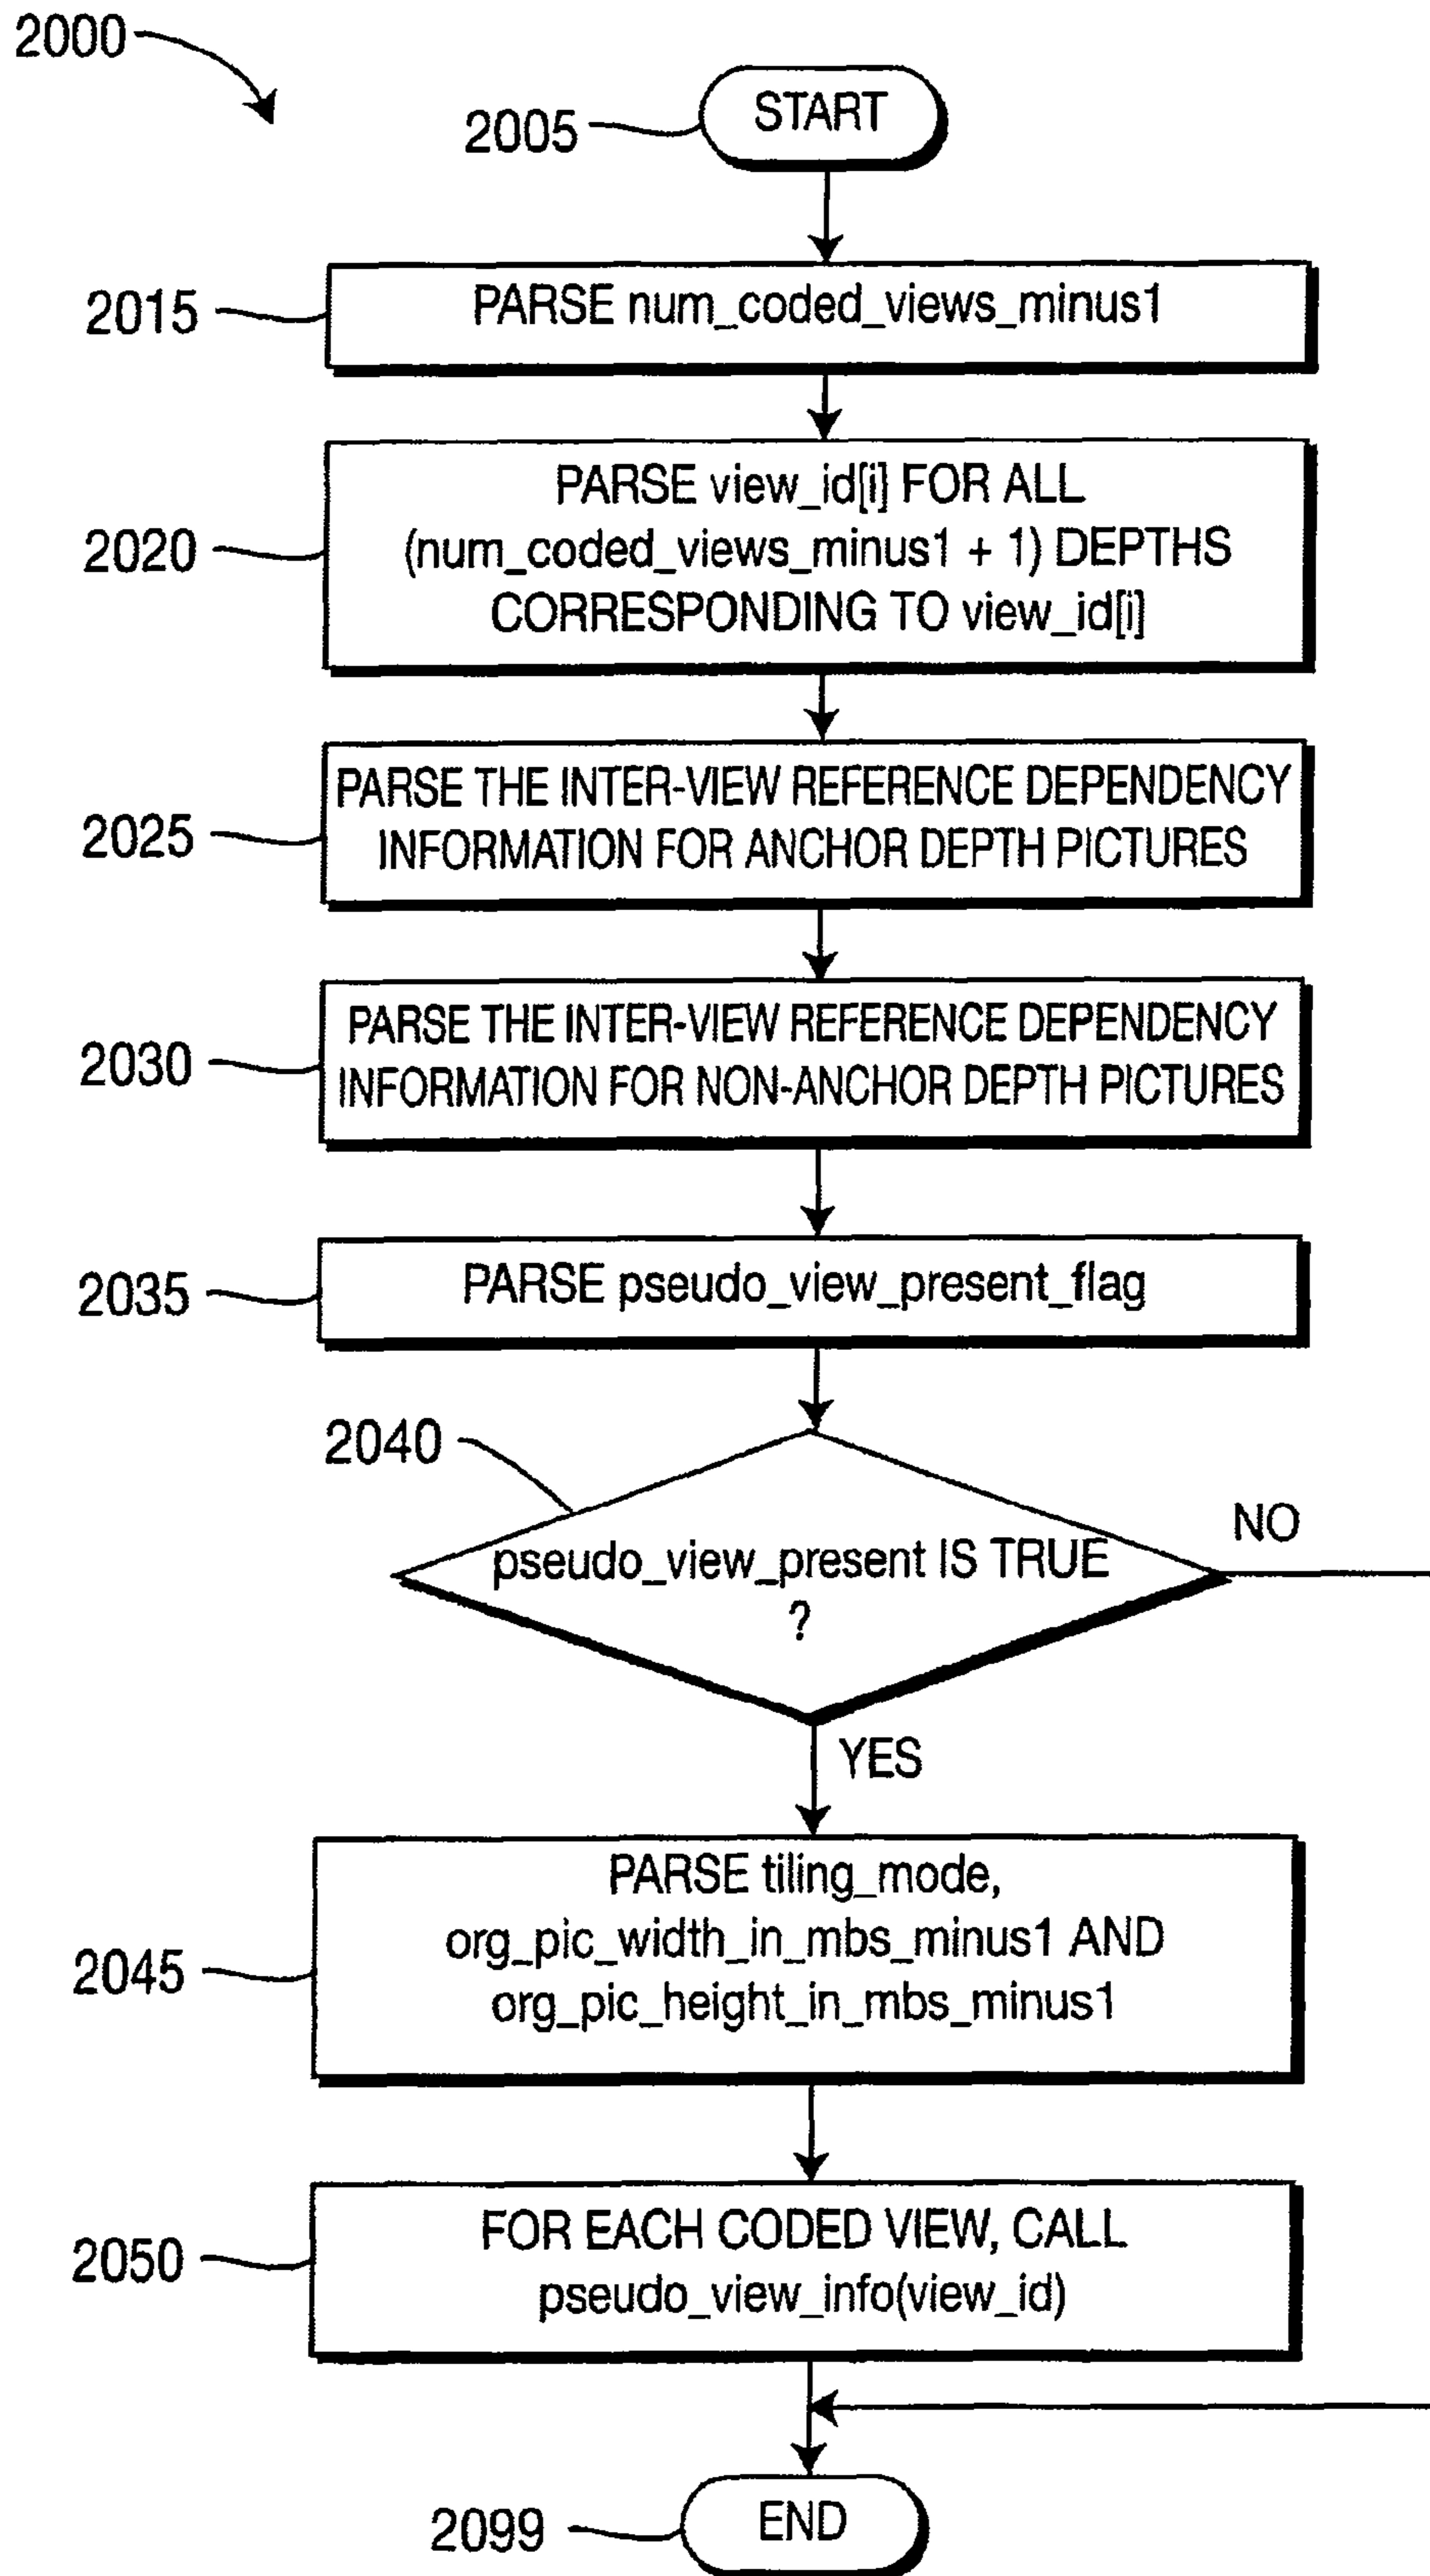 2000
START
2005
PARSE num_coded_views_minus1
2015
PARSE view_id[i] FOR ALL
(num_coded_views_minus1 + 1) DEPTHS
CORRESPONDING TO view_id[i]
2020
PARSE THE INTER-VIEW REFERENCE DEPENDENCY
INFORMATION FOR ANCHOR DEPTH PICTURES
2025
PARSE THE INTER-VIEW REFERENCE DEPENDENCY
INFORMATION FOR NON-ANCHOR DEPTH PICTURES
2030
PARSE pseudo_view_present_flag
2035
2040
NO
pseudo_view_present IS TRUE
?
YES
PARSE tiling_mode,
org_pic_width_in_mbs_minus1 AND
org_pic_height_in_mbs_minus1
2045
FOR EACH CODED VIEW, CALL
pseudo_view_info(view_id)
2050
END
2099